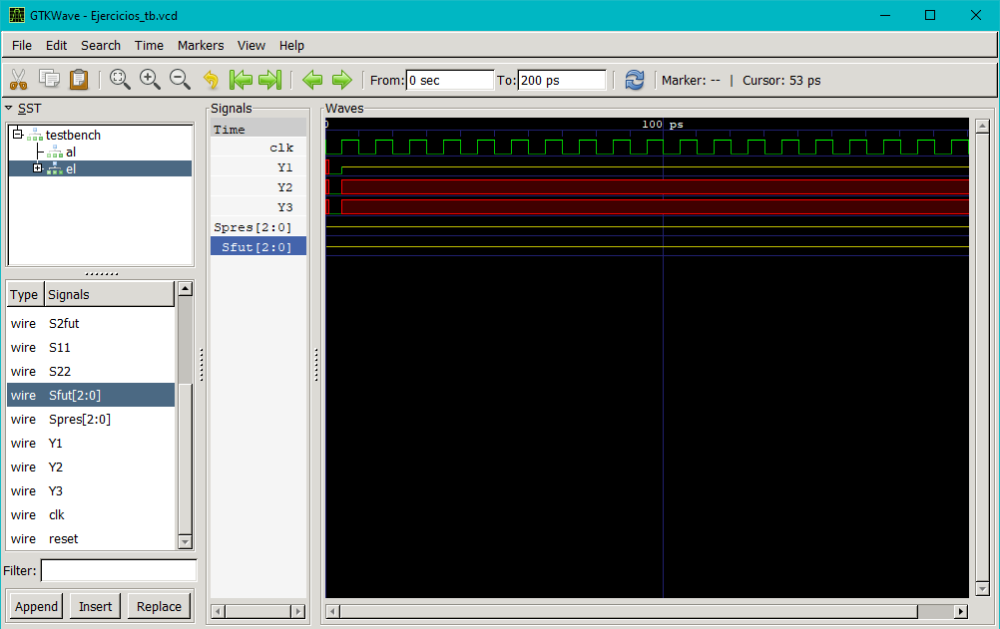 GTKWave - Ejercicios_tb.vcd
File Edit Search Time Markers View Help
From: 0 sec To: 200 ps Marker: -- | Cursor: 53 ps
SST
testbench
al
el
Type Signals
wire S2fut
wire S11
wire S22
wire Sfut[2:0]
wire Spres[2:0]
wire Y1
wire Y2
wire Y3
wire clk
wire reset
Filter:
Append Insert Replace
Signals
Time
clk
Y1
Y2
Y3
Spres[2:0]
Sfut[2:0]
Waves
0 100 ps